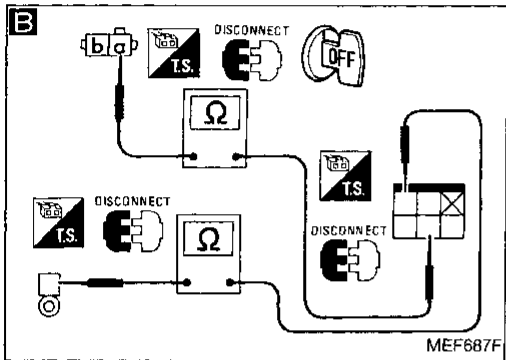 B
b a
T.S.
DISCONNECT
OFF
Ω
T.S.
DISCONNECT
T.S.
DISCONNECT
Ω
MEF687F